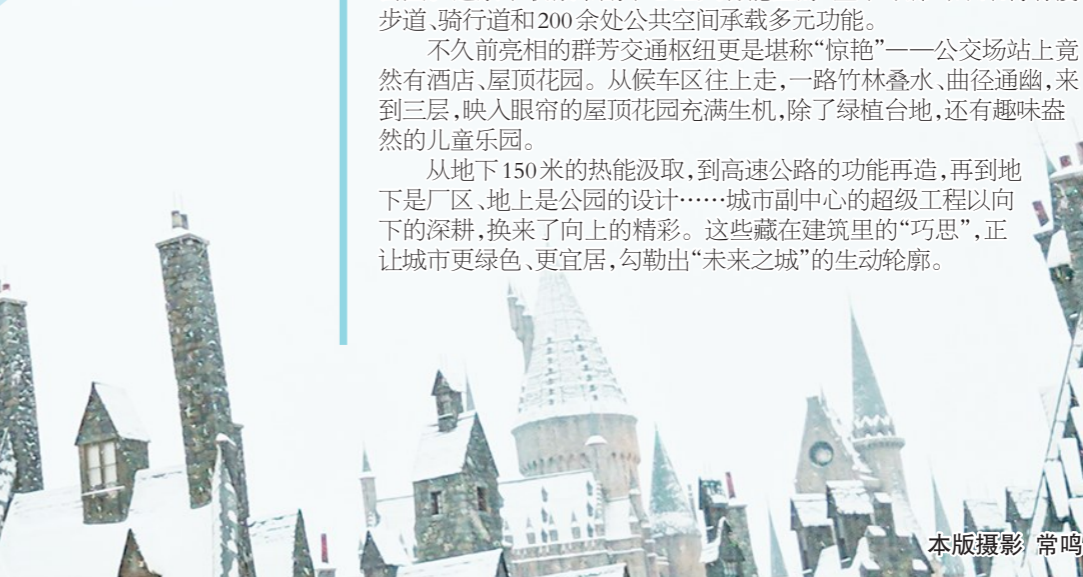 步道、骑行道和200余处公共空间承载多元功能。
不久前亮相的群芳交通枢纽更是堪称“惊艳”——公交场站上竟
然有酒店、屋顶花园。从候车区往上走,一路竹林叠水、曲径通幽,来
到三层,映入眼帘的屋顶花园充满生机,除了绿植台地,还有趣味盎
然的儿童乐园。
从地下150米的热能汲取,到高速公路的功能再造,再到地
下是厂区、地上是公园的设计……城市副中心的超级工程以向
下的深耕,换来了向上的精彩。这些藏在建筑里的“巧思”,正
让城市更绿色、更宜居,勾勒出“未来之城”的生动轮廓。
本版摄影 常鸣